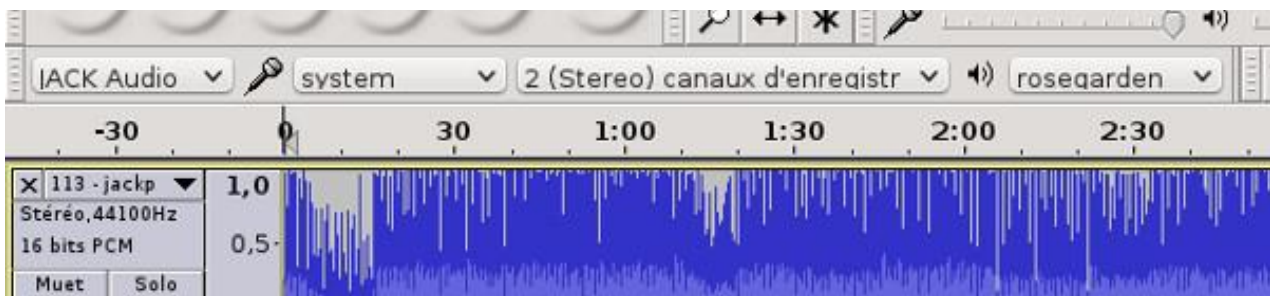 JACK Audio system 2 (Stereo) canaux d'enregistr rosegarden
-30 0 30 1:00 1:30 2:00 2:30
113 - jackp 1,0
Stéréo,44100Hz
16 bits PCM 0,5
Muet Solo